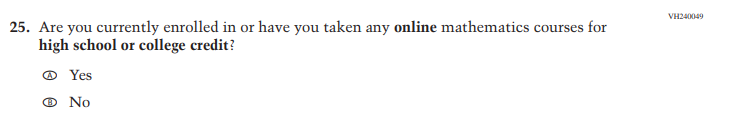 VH240049
25. Are you currently enrolled in or have you taken any online mathematics courses for
high school or college credit?
A Yes
B No